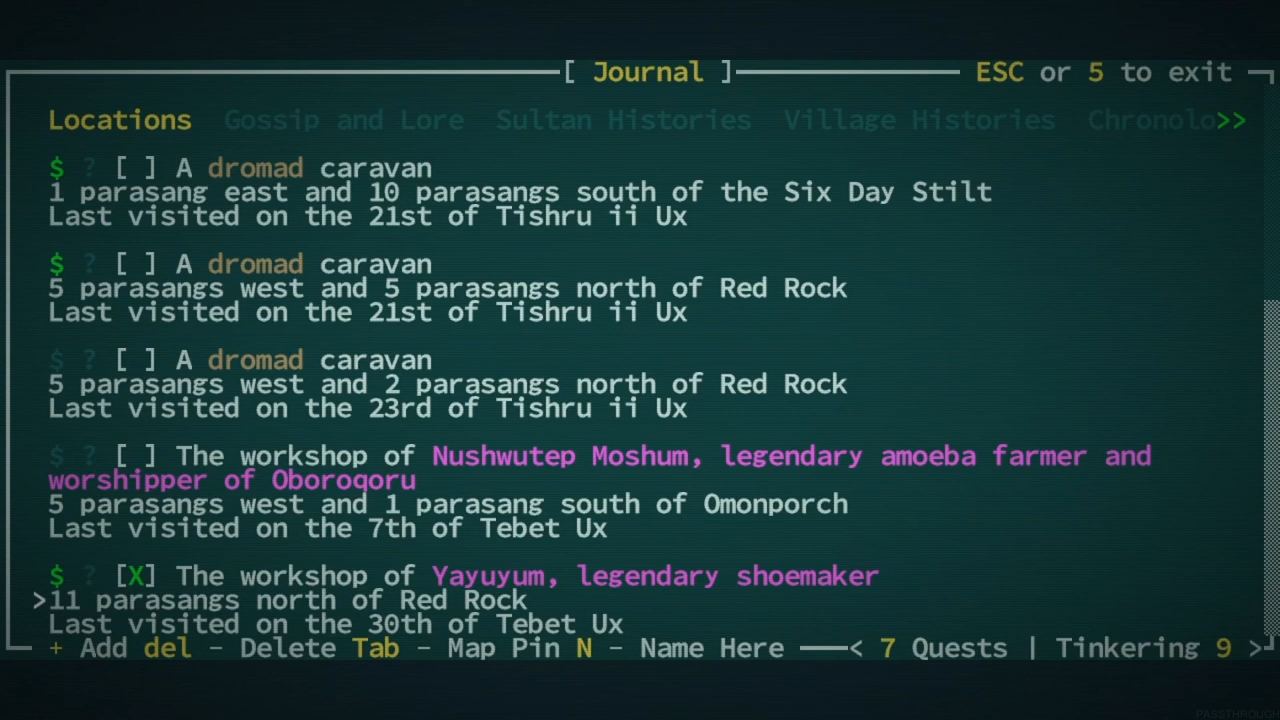 [ Journal ] ESC or 5 to exit
Locations Gossip and Lore Sultan Histories Village Histories Chronolo>>
$ ? [ ] A dromad caravan
1 parasang east and 10 parasangs south of the Six Day Stilt
Last visited on the 21st of Tishru ii Ux
$ ? [ ] A dromad caravan
5 parasangs west and 5 parasangs north of Red Rock
Last visited on the 21st of Tishru ii Ux
$ ? [ ] A dromad caravan
5 parasangs west and 2 parasangs north of Red Rock
Last visited on the 23rd of Tishru ii Ux
$ ? [ ] The workshop of Nushwutep Moshum, legendary amoeba farmer and
worshipper of Oboroqoru
5 parasangs west and 1 parasang south of Omonporch
Last visited on the 7th of Tebet Ux
$ ? [X] The workshop of Yayuyum, legendary shoemaker
>11 parasangs north of Red Rock
Last visited on the 30th of Tebet Ux
+ Add del - Delete Tab - Map Pin N - Name Here < 7 Quests | Tinkering 9 >